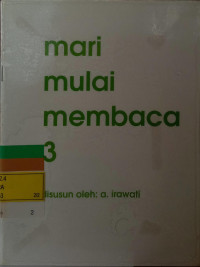 mari
mulai
membaca
3
disusun oleh: a. irawati